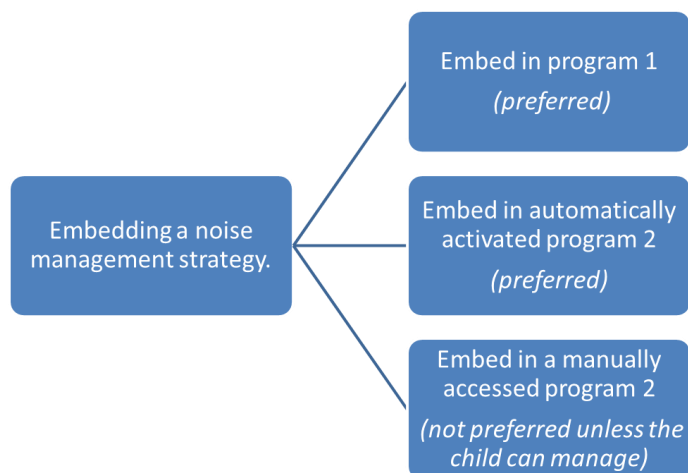 Embedding a noise
management strategy.
Embed in program 1
(preferred)
Embed in automatically
activated program 2
(preferred)
Embed in a manually
accessed program 2
(not preferred unless the
child can manage)